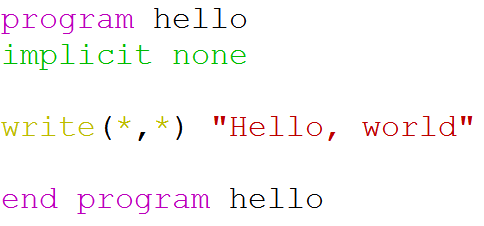 program hello
implicit none
write(*,*) "Hello, world"
end program hello